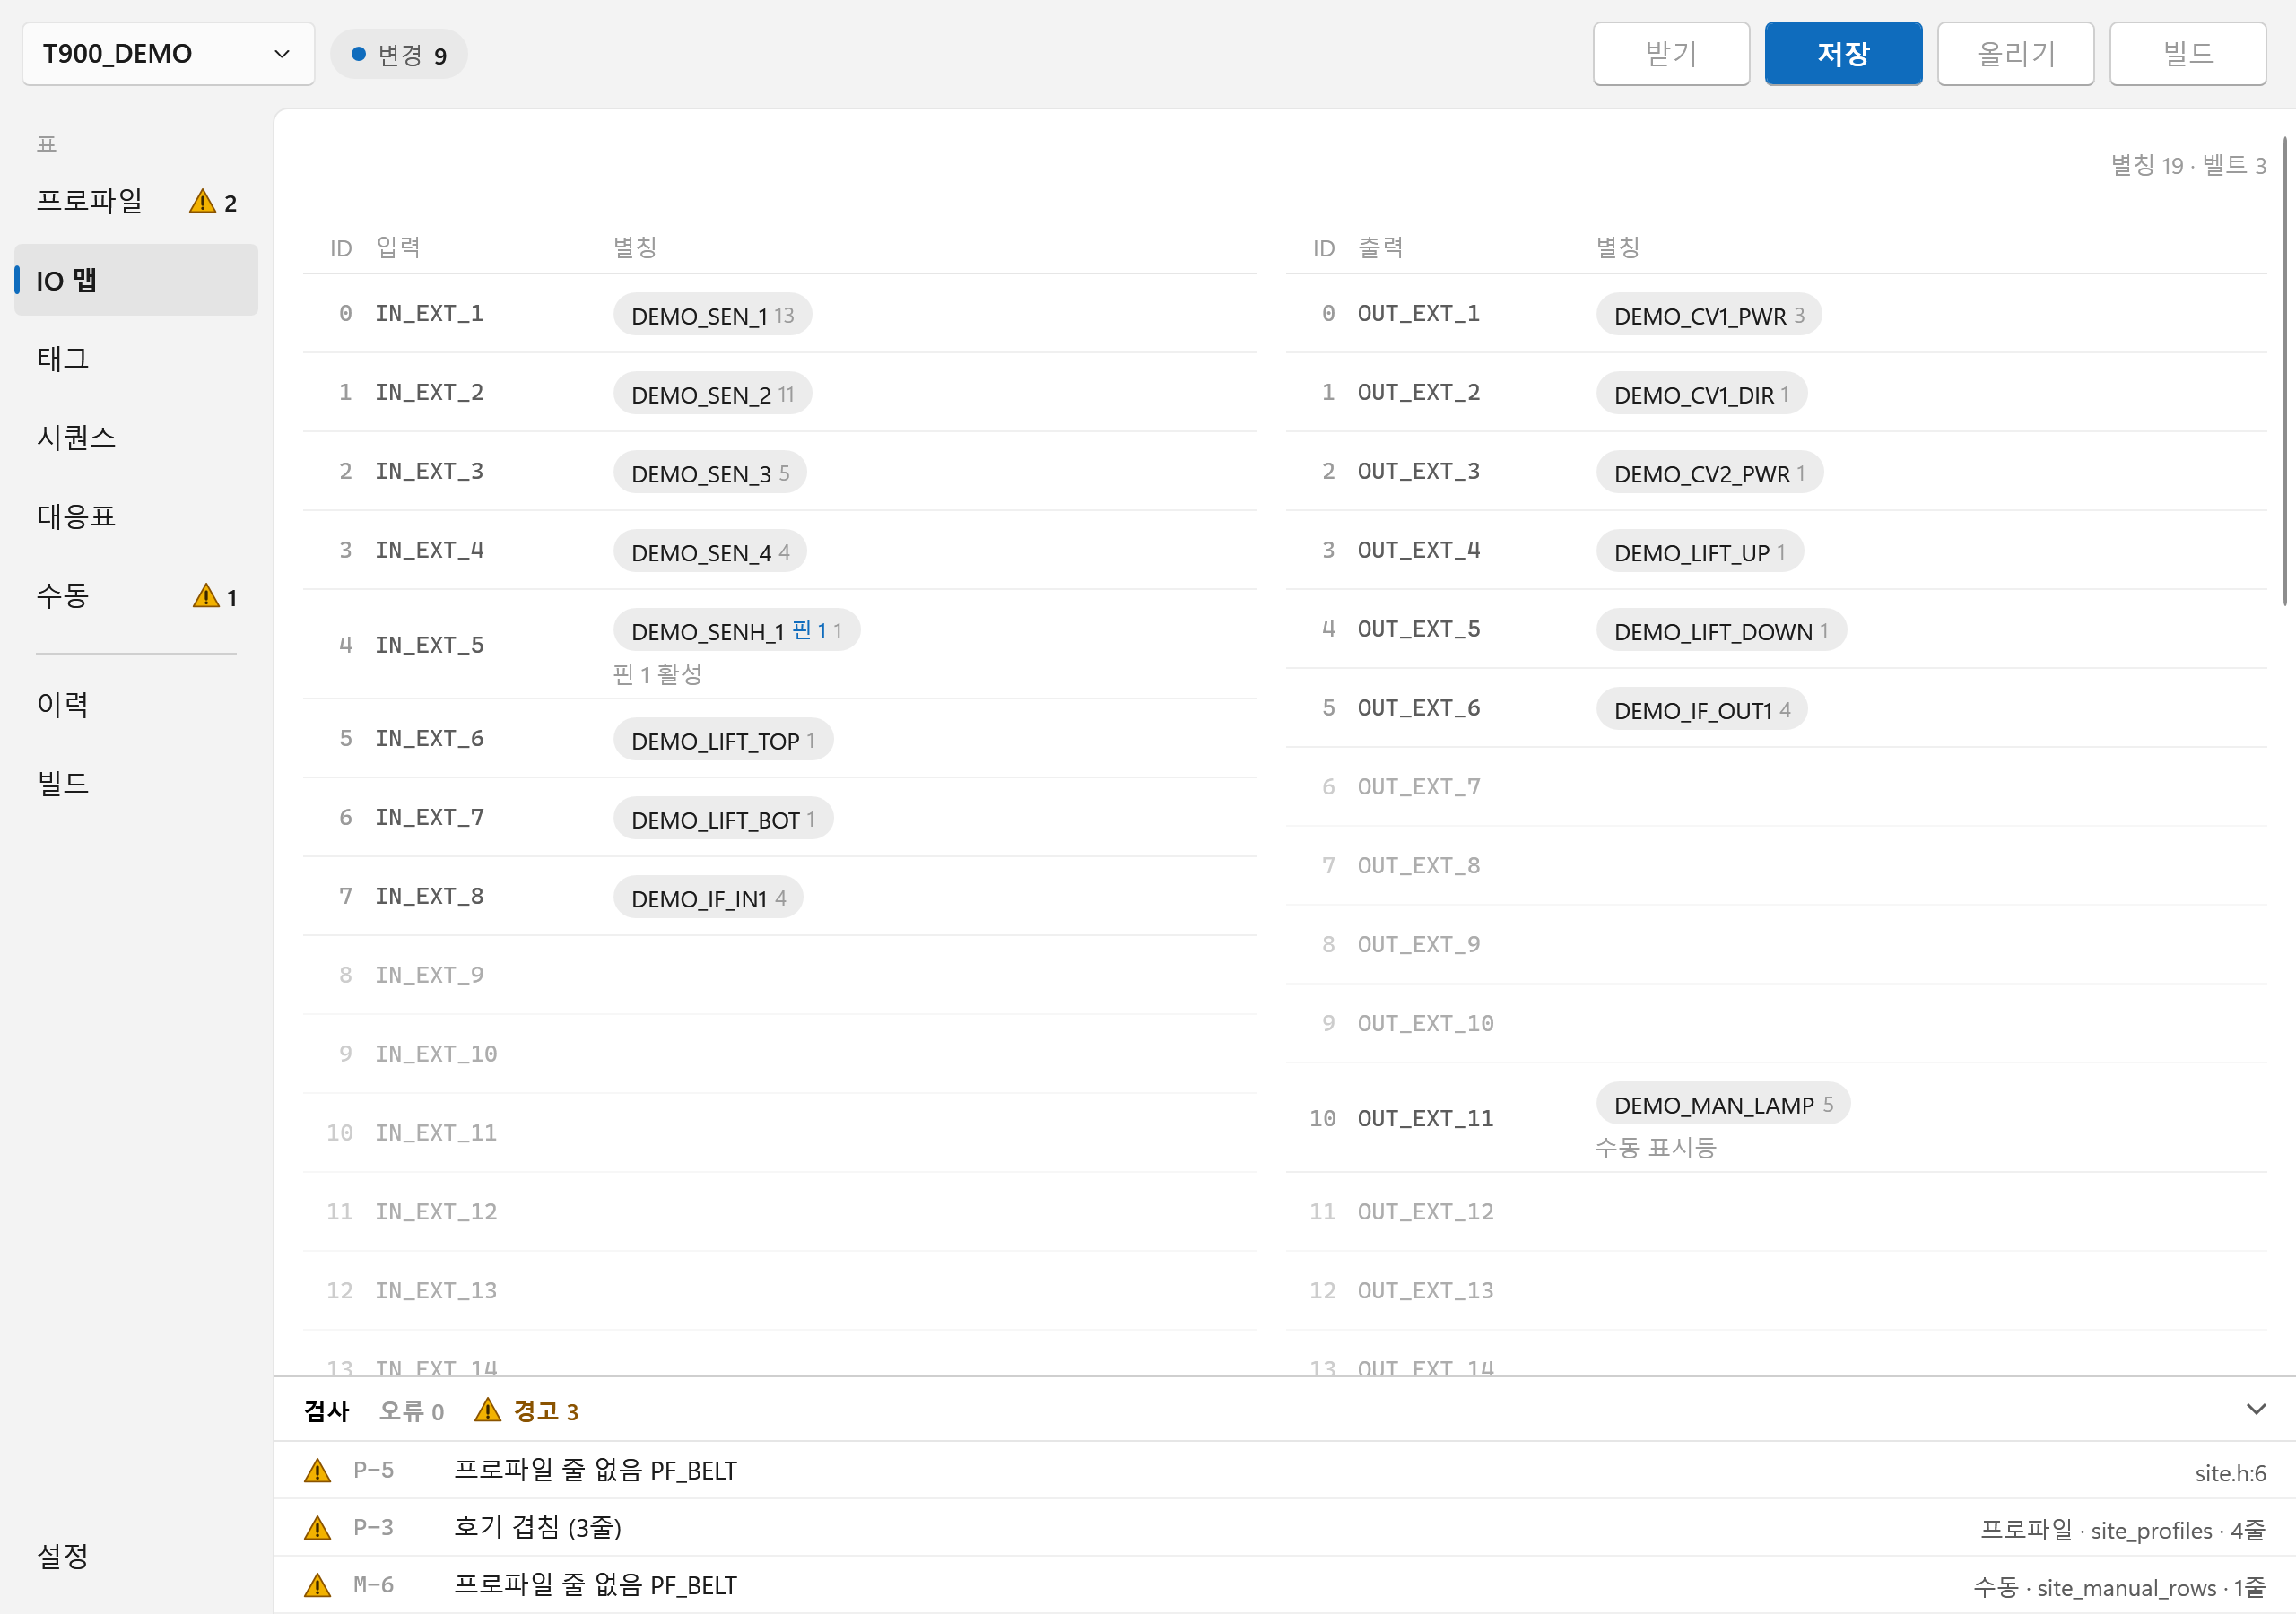 T900_DEMO
변경 9
받기
저장
올리기
빌드
표
프로파일 2
IO 맵
태그
시퀀스
대응표
수동 1
이력
빌드
설정
별칭 19 · 벨트 3
ID 입력 별칭
0 IN_EXT_1 DEMO_SEN_1 13
1 IN_EXT_2 DEMO_SEN_2 11
2 IN_EXT_3 DEMO_SEN_3 5
3 IN_EXT_4 DEMO_SEN_4 4
4 IN_EXT_5 DEMO_SENH_1 핀 1 1
핀 1 활성
5 IN_EXT_6 DEMO_LIFT_TOP 1
6 IN_EXT_7 DEMO_LIFT_BOT 1
7 IN_EXT_8 DEMO_IF_IN1 4
8 IN_EXT_9
9 IN_EXT_10
10 IN_EXT_11
11 IN_EXT_12
12 IN_EXT_13
13 IN_EXT_14
ID 출력 별칭
0 OUT_EXT_1 DEMO_CV1_PWR 3
1 OUT_EXT_2 DEMO_CV1_DIR 1
2 OUT_EXT_3 DEMO_CV2_PWR 1
3 OUT_EXT_4 DEMO_LIFT_UP 1
4 OUT_EXT_5 DEMO_LIFT_DOWN 1
5 OUT_EXT_6 DEMO_IF_OUT1 4
6 OUT_EXT_7
7 OUT_EXT_8
8 OUT_EXT_9
9 OUT_EXT_10
10 OUT_EXT_11 DEMO_MAN_LAMP 5
수동 표시등
11 OUT_EXT_12
12 OUT_EXT_13
13 OUT_EXT_14
검사 오류 0 경고 3
P-5 프로파일 줄 없음 PF_BELT site.h:6
P-3 호기 겹침 (3줄) 프로파일 · site_profiles · 4줄
M-6 프로파일 줄 없음 PF_BELT 수동 · site_manual_rows · 1줄